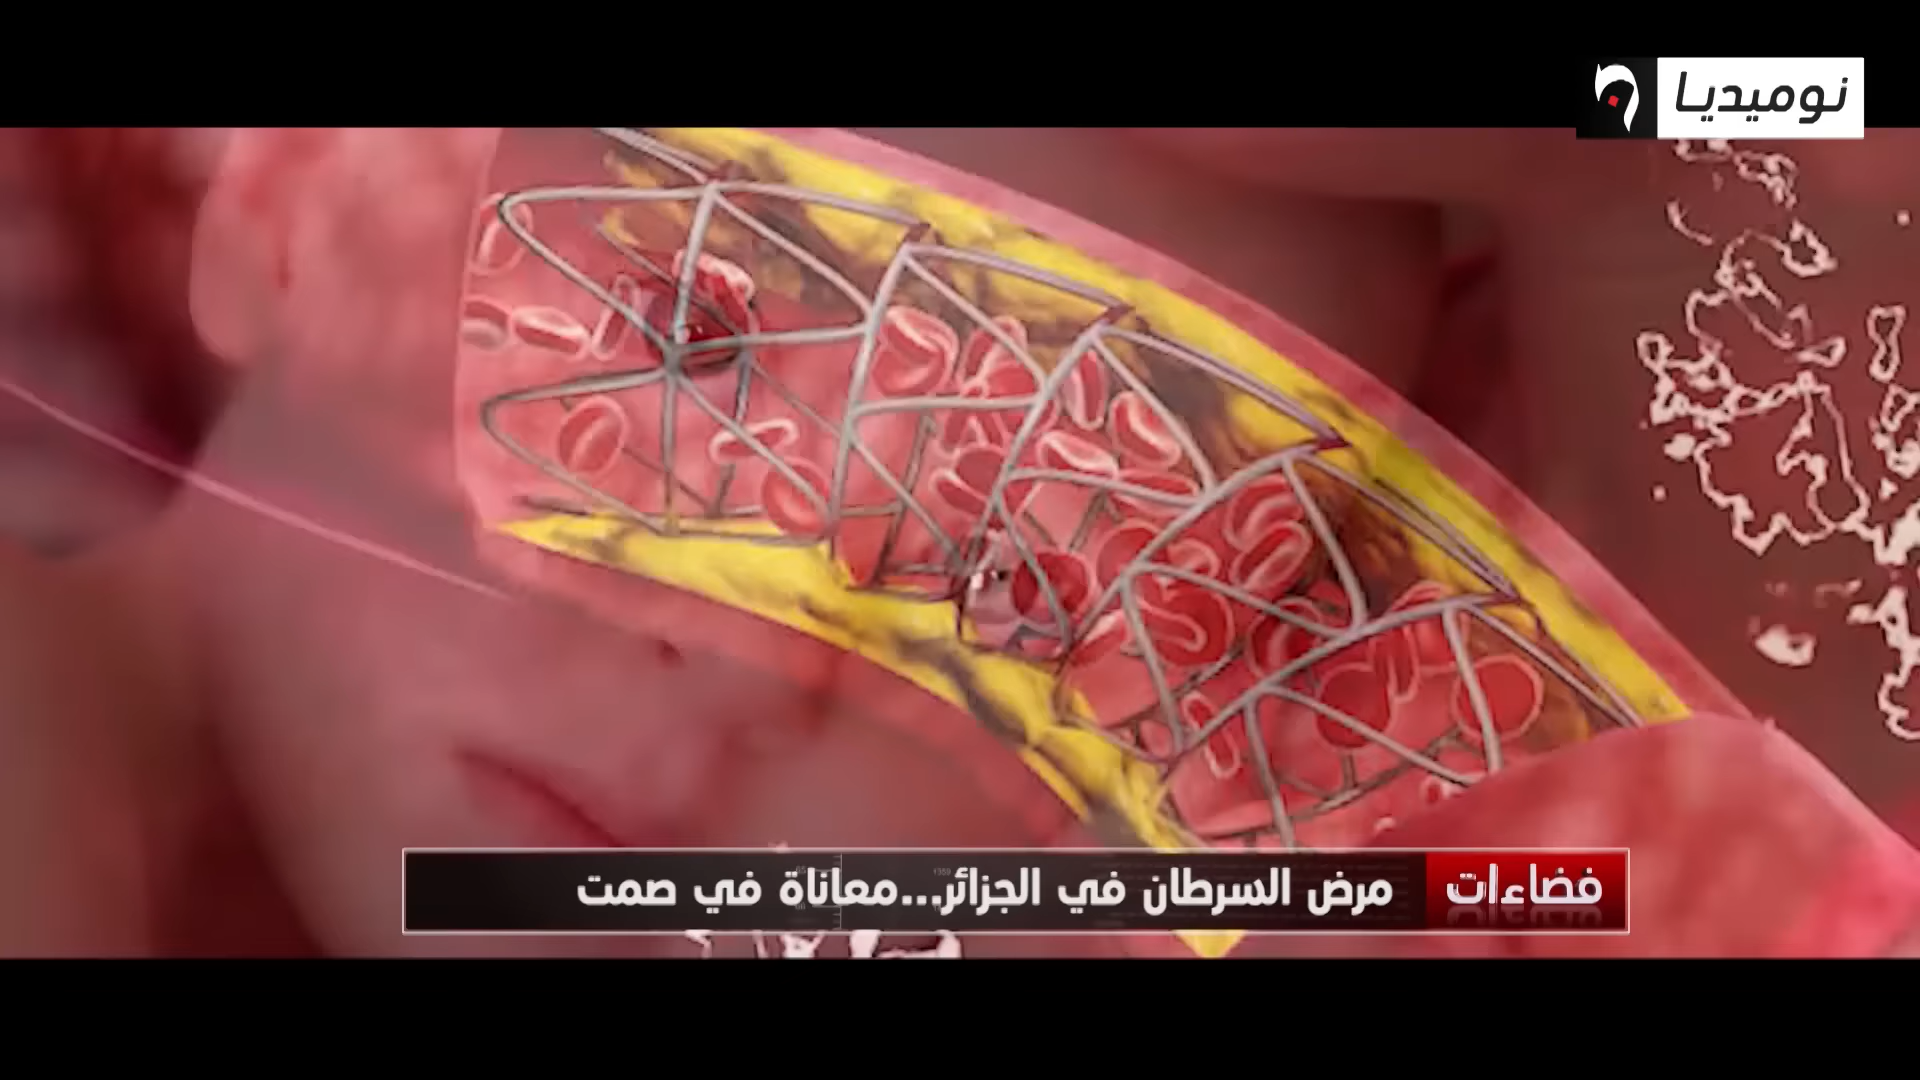 نوميديا
فضاءات
مرض السرطان في الجزائر...معاناة في صمت